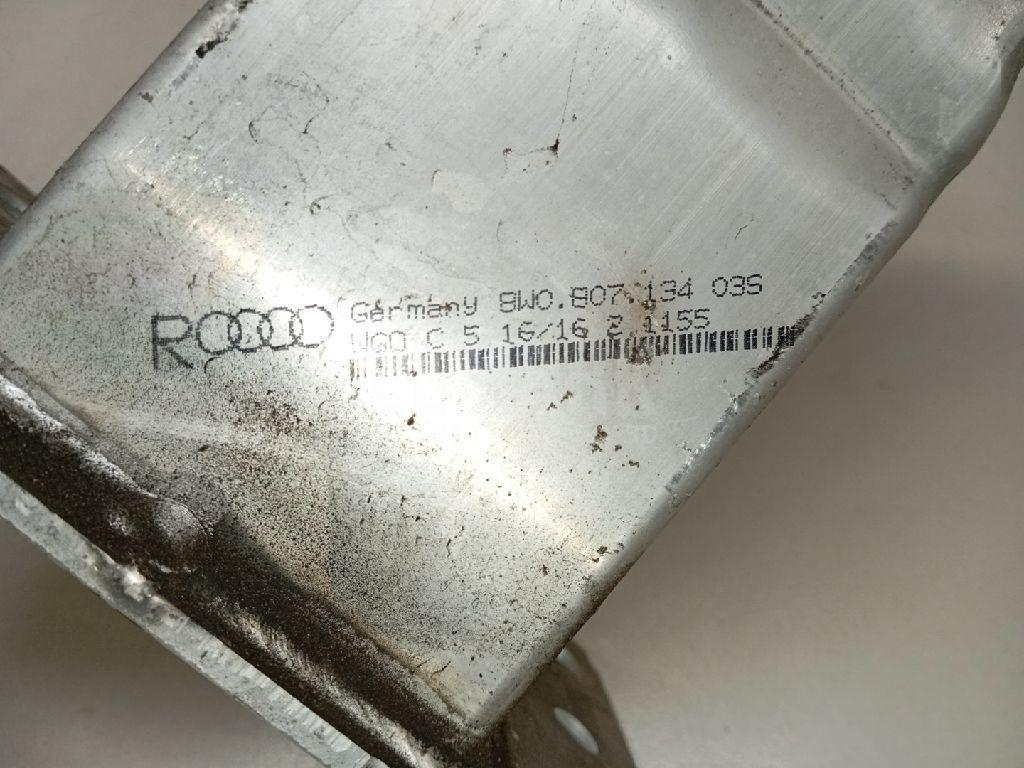 R
Germany 8W0.807.134 03S
WGO C 5 16/16 2 1155